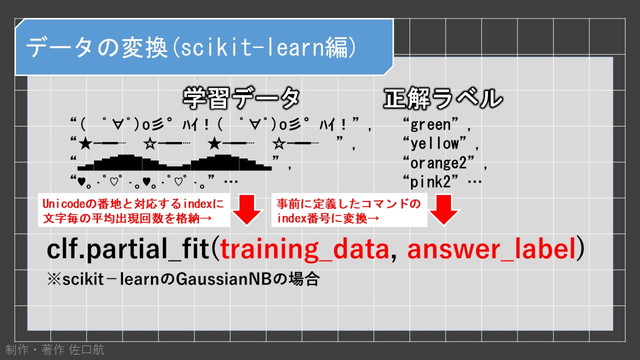 データの変換(scikit-learn編)
学習データ 正解ラベル
“( ﾟ∀ﾟ)o彡ﾟ ﾊｲ！( ﾟ∀ﾟ)o彡ﾟ ﾊｲ！”, “green”,
“★━━─ ☆━━─ ★━━─ ☆━━─ ”, “yellow”,
“▂▅▇█▇▅▂▂▅▇█▇▅▂”, “orange2”,
“♥｡･ﾟ♡ﾟ･｡♥｡･ﾟ♡ﾟ･｡”… “pink2”…
Unicodeの番地と対応するindexに
文字毎の平均出現回数を格納→
事前に定義したコマンドの
index番号に変換→
clf.partial_fit(training_data, answer_label)
※scikit－learnのGaussianNBの場合
制作・著作 佐口航